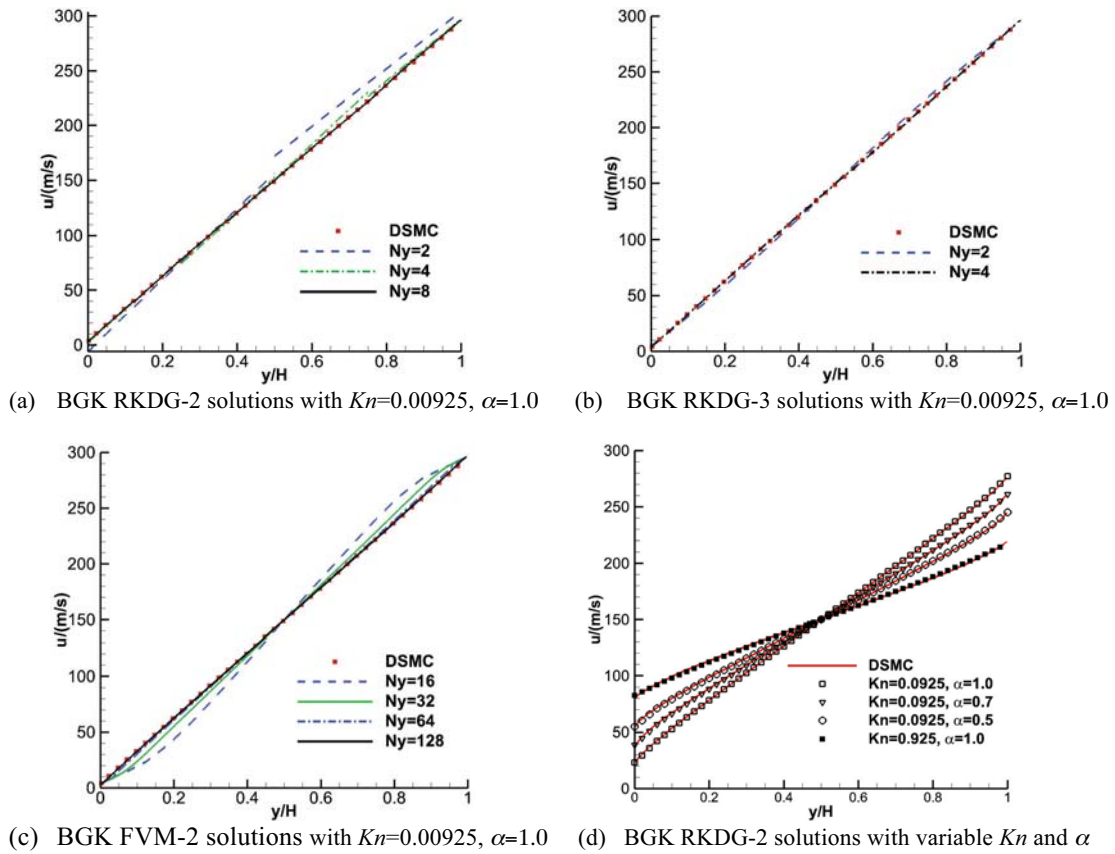 300
250
200
150
100
50
0
u/(m/s)
DSMC
Ny=2
Ny=4
Ny=8
0 0.2 0.4 0.6 0.8 1
y/H
(a) BGK RKDG-2 solutions with Kn=0.00925, α=1.0
300
250
200
150
100
50
0
u/(m/s)
DSMC
Ny=2
Ny=4
0 0.2 0.4 0.6 0.8 1
y/H
(b) BGK RKDG-3 solutions with Kn=0.00925, α=1.0
300
250
200
150
100
50
0
u/(m/s)
DSMC
Ny=16
Ny=32
Ny=64
Ny=128
0 0.2 0.4 0.6 0.8 1
y/H
(c) BGK FVM-2 solutions with Kn=0.00925, α=1.0
300
250
200
150
100
50
0
u/(m/s)
DSMC
Kn=0.0925, α=1.0
Kn=0.0925, α=0.7
Kn=0.0925, α=0.5
Kn=0.925, α=1.0
0 0.2 0.4 0.6 0.8 1
y/H
(d) BGK RKDG-2 solutions with variable Kn and α